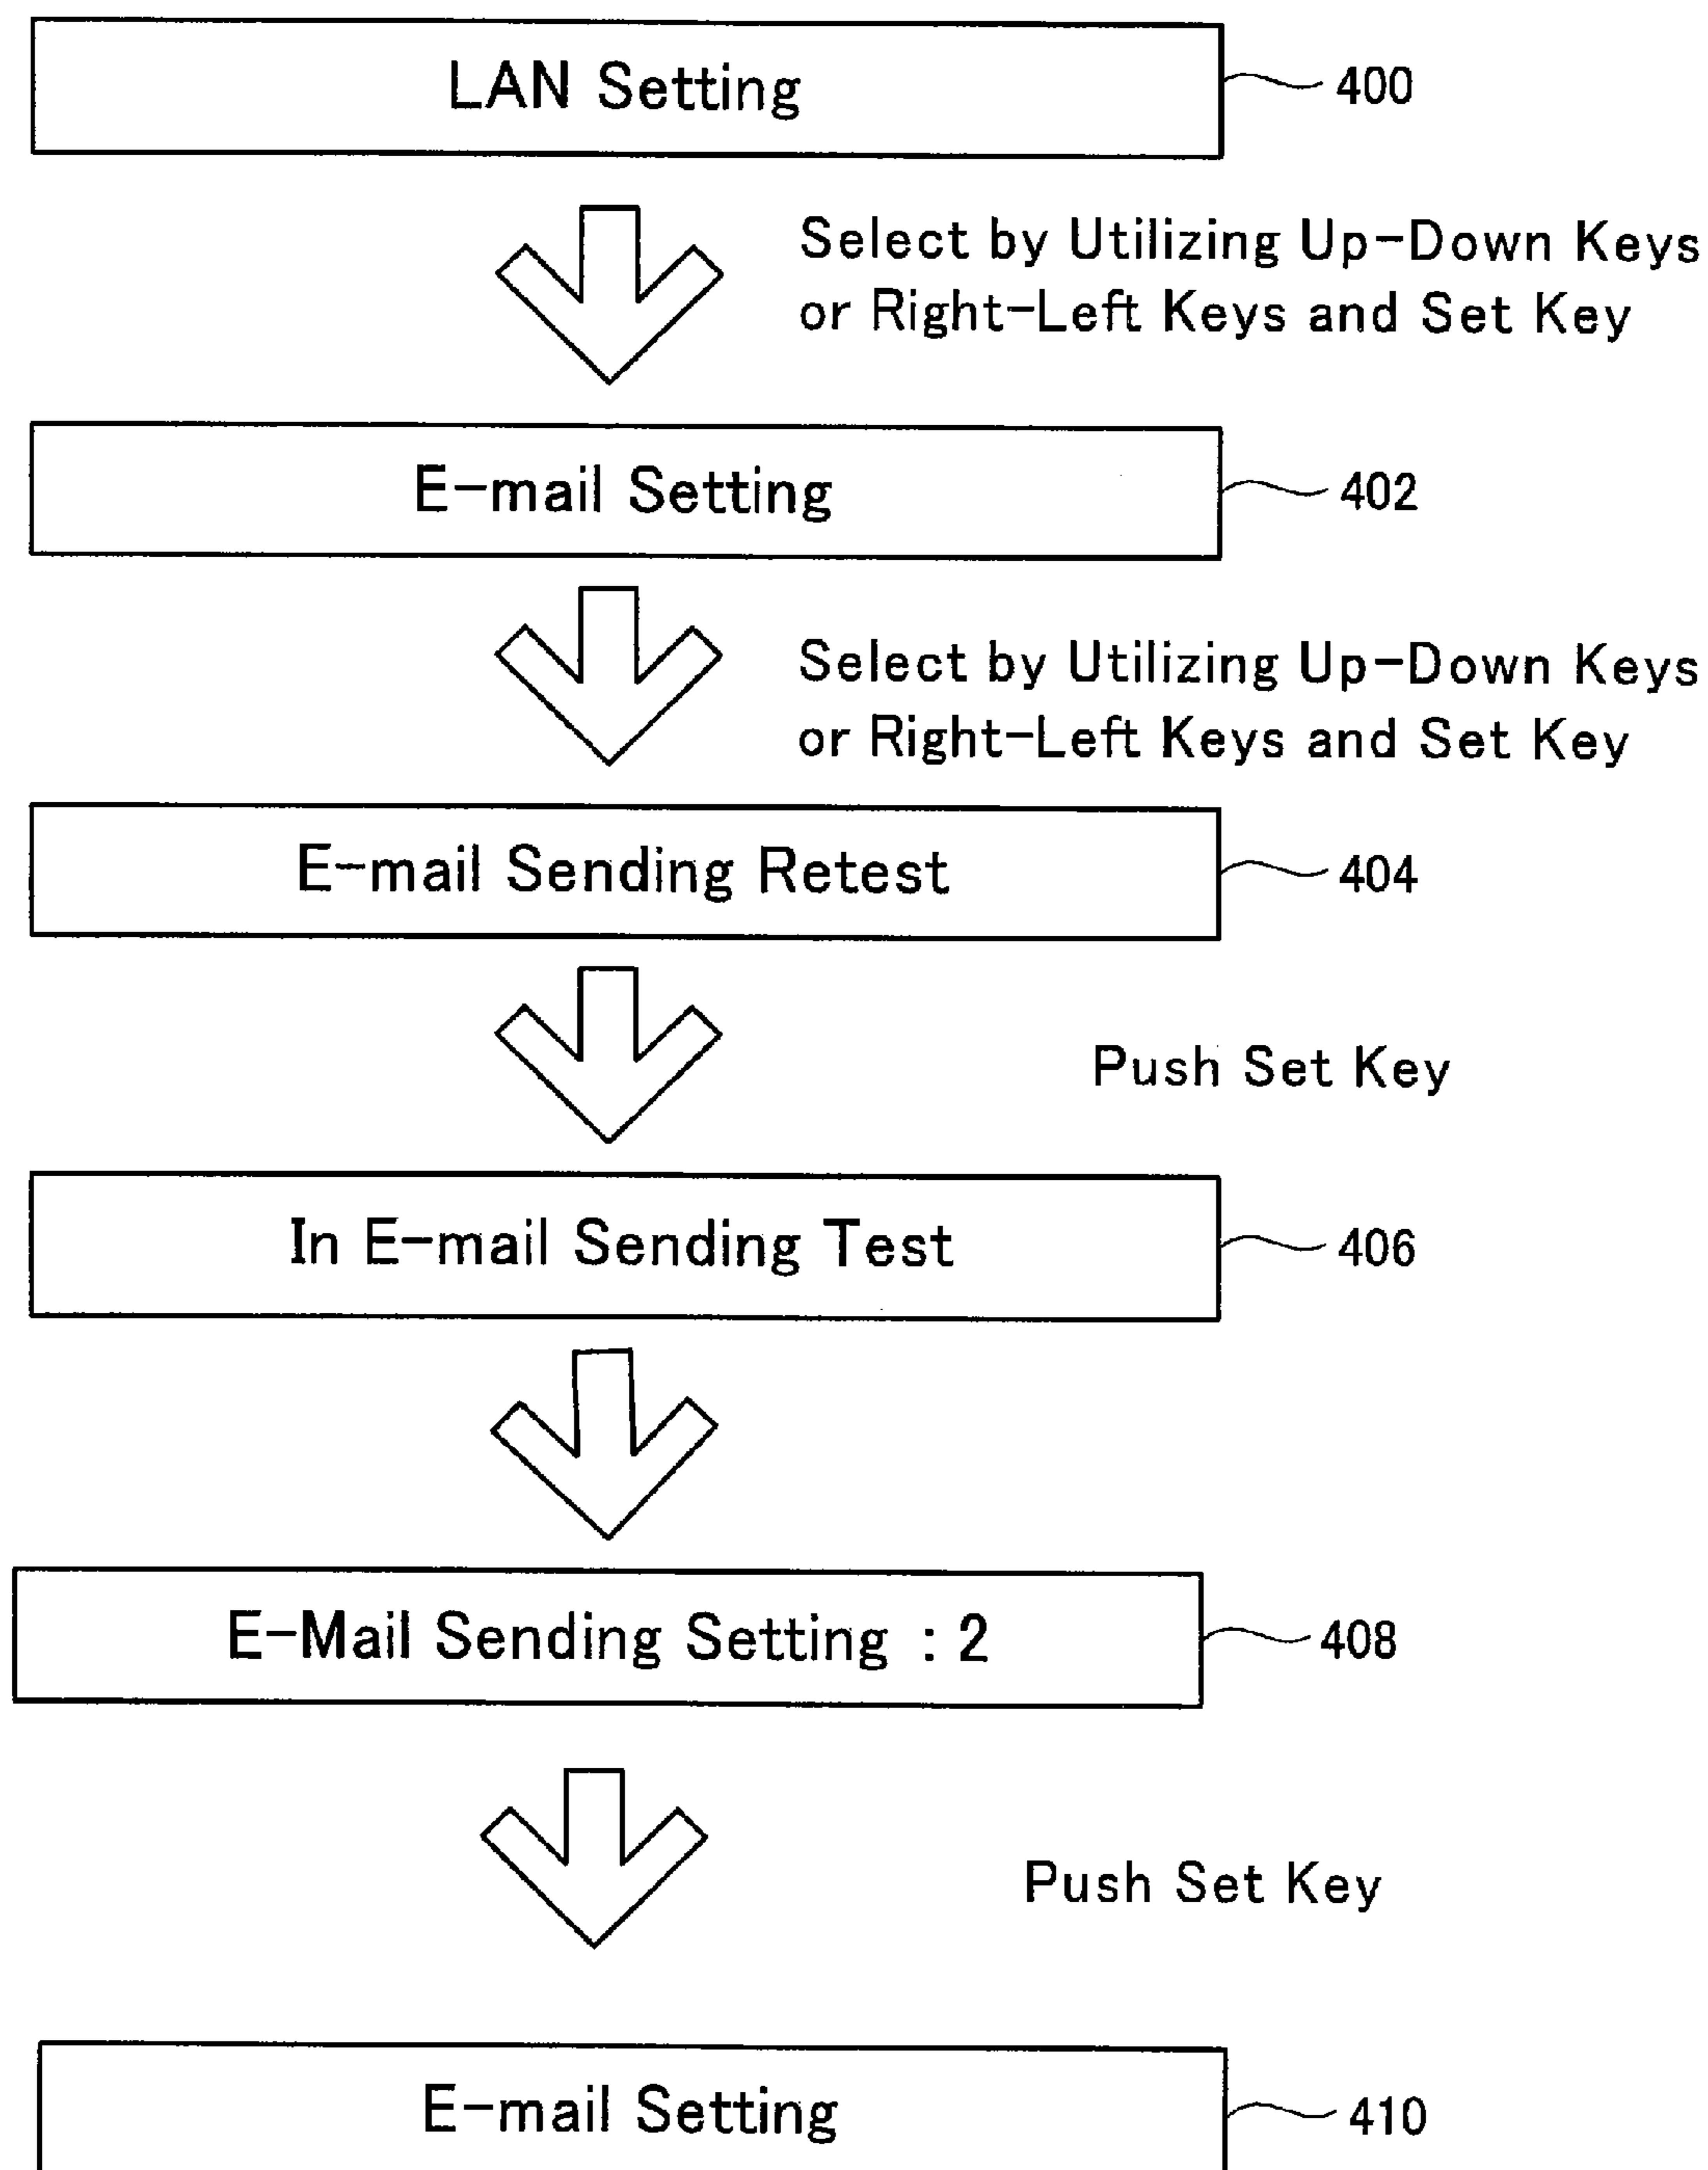 LAN Setting
400
Select by Utilizing Up-Down Keys
or Right-Left Keys and Set Key
E-mail Setting
402
Select by Utilizing Up-Down Keys
or Right-Left Keys and Set Key
E-mail Sending Retest
404
Push Set Key
In E-mail Sending Test
406
E-Mail Sending Setting : 2
408
Push Set Key
E-mail Setting
410